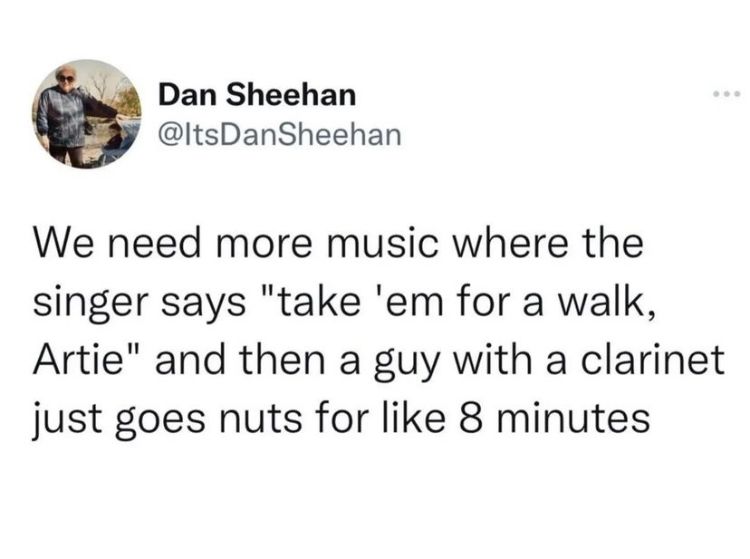 Dan Sheehan
@ItsDanSheehan
We need more music where the
singer says "take 'em for a walk,
Artie" and then a guy with a clarinet
just goes nuts for like 8 minutes